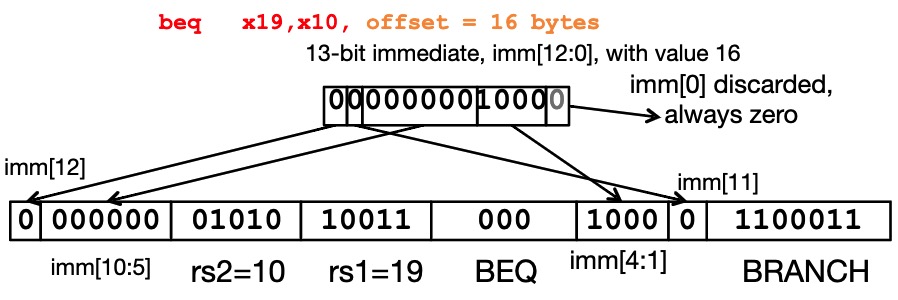 beq x19,x10, offset = 16 bytes
13-bit immediate, imm[12:0], with value 16
0 0 000000 1000 0
imm[0] discarded,
always zero
imm[12]
imm[11]
0 000000 01010 10011 000 1000 0 1100011
imm[10:5] rs2=10 rs1=19 BEQ imm[4:1] BRANCH